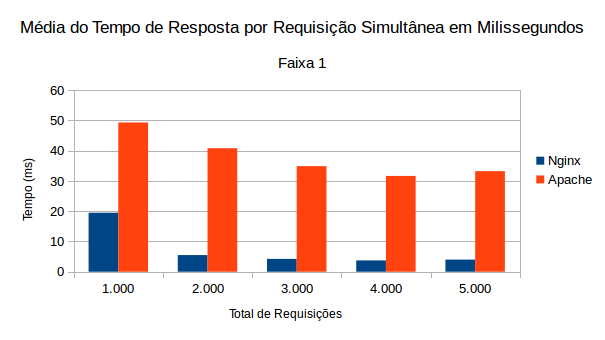 Média do Tempo de Resposta por Requisição Simultânea em Milissegundos
Faixa 1
60
50
40
30
20
10
0
Tempo (ms)
1.000 2.000 3.000 4.000 5.000
Total de Requisições
Nginx
Apache